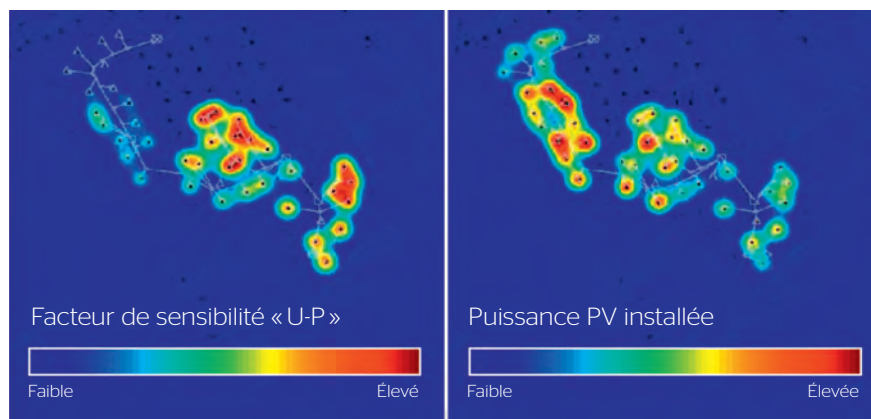 Facteur de sensibilité « U-P »
Faible Élevé
Puissance PV installée
Faible Élevée